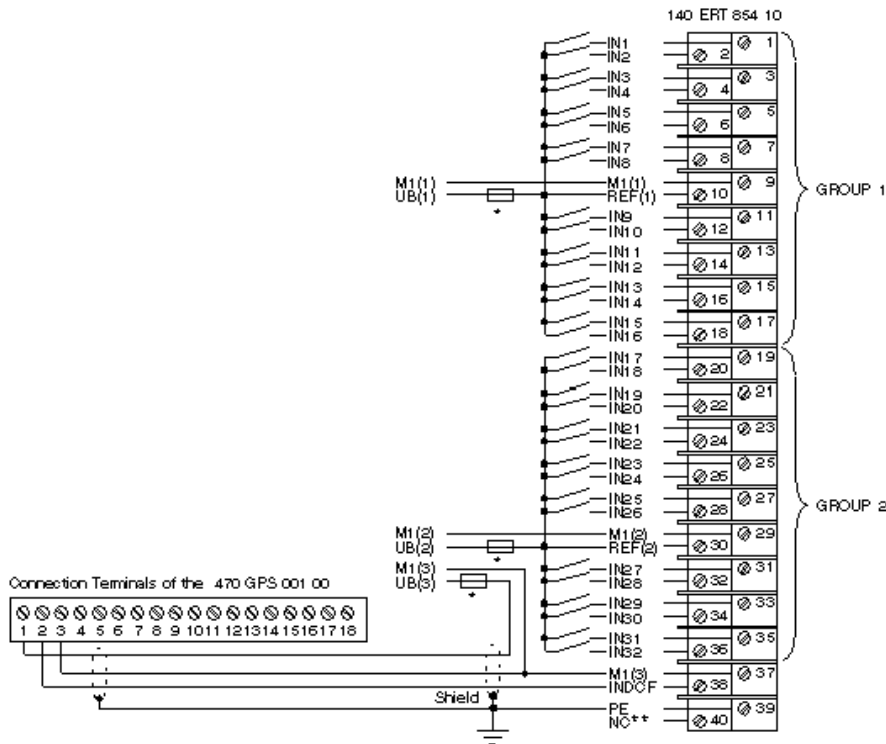 140 ERT 854 10
IN1 1
IN2 2
IN3 3
IN4 4
IN5 5
IN6 6
IN7 7
IN8 8
M1(1) M1(1) 9
UB(1) REF(1) 10
*
GROUP 1
IN9 11
IN10 12
IN11 13
IN12 14
IN13 15
IN14 16
IN15 17
IN16 18
IN17 19
IN18 20
IN19 21
IN20 22
IN21 23
IN22 24
IN23 25
IN24 26
IN25 27
IN26 28
GROUP 2
M1(2) M1(2) 29
UB(2) REF(2) 30
*
M1(3) IN27 31
UB(3) IN28 32
*
Connection Terminals of the 470 GPS 001 00
IN29 33
IN30 34
1 2 3 4 5 6 7 8 9 10 11 12 13 14 15 16 17 18
IN31 35
IN32 36
M1(3) 37
INDCF 38
Shield
PE 39
NC** 40